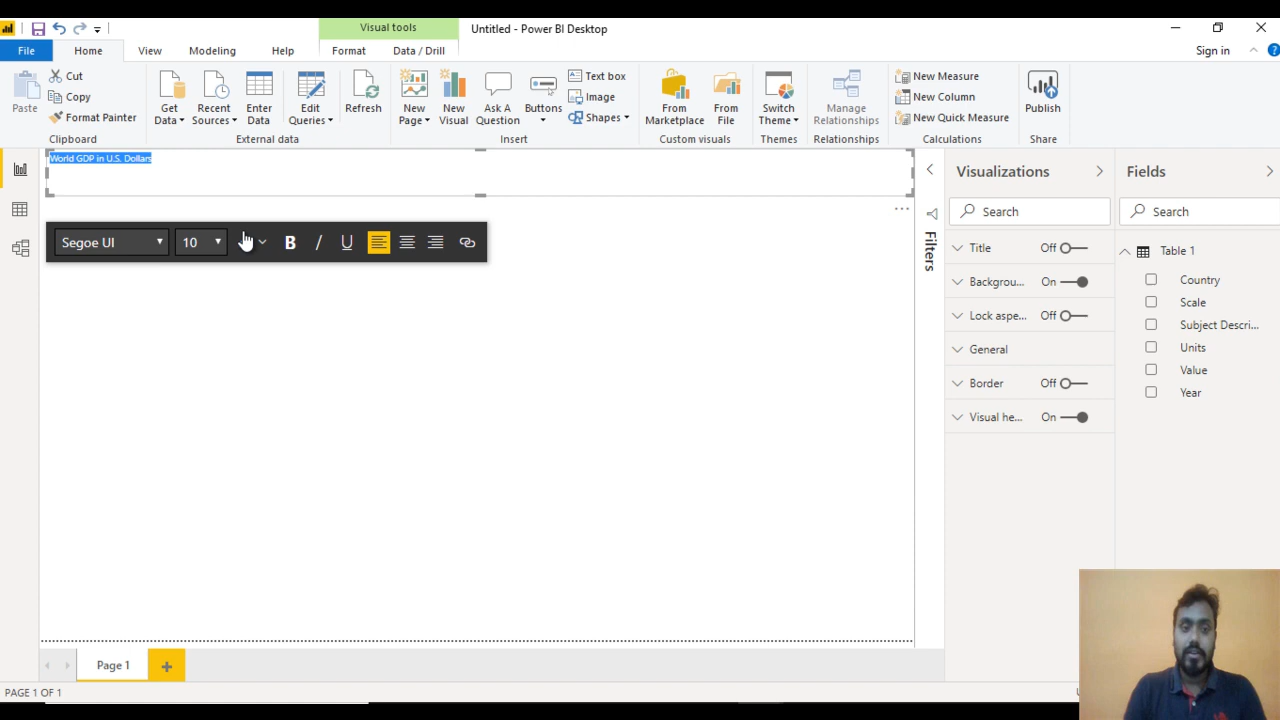 Visual tools
Untitled - Power BI Desktop
File
Home
View
Modeling
Help
Format
Data / Drill
Sign in
?
Paste
Cut
Copy
Format Painter
Clipboard
Get Data
Recent Sources
Enter Data
External data
Edit Queries
Refresh
New Page
New Visual
Ask A Question
Buttons
Text box
Image
Shapes
Insert
From Marketplace
From File
Custom visuals
Switch Theme
Themes
Manage Relationships
Relationships
New Measure
New Column
New Quick Measure
Calculations
Publish
Share
World GDP in U.S. Dollars
Segoe UI
10
B
/
U
Filters
Visualizations
Search
Title Off
Backgrou... On
Lock aspe... Off
General
Border Off
Visual he... On
Fields
Search
Table 1
Country
Scale
Subject Descri...
Units
Value
Year
Page 1
PAGE 1 OF 1